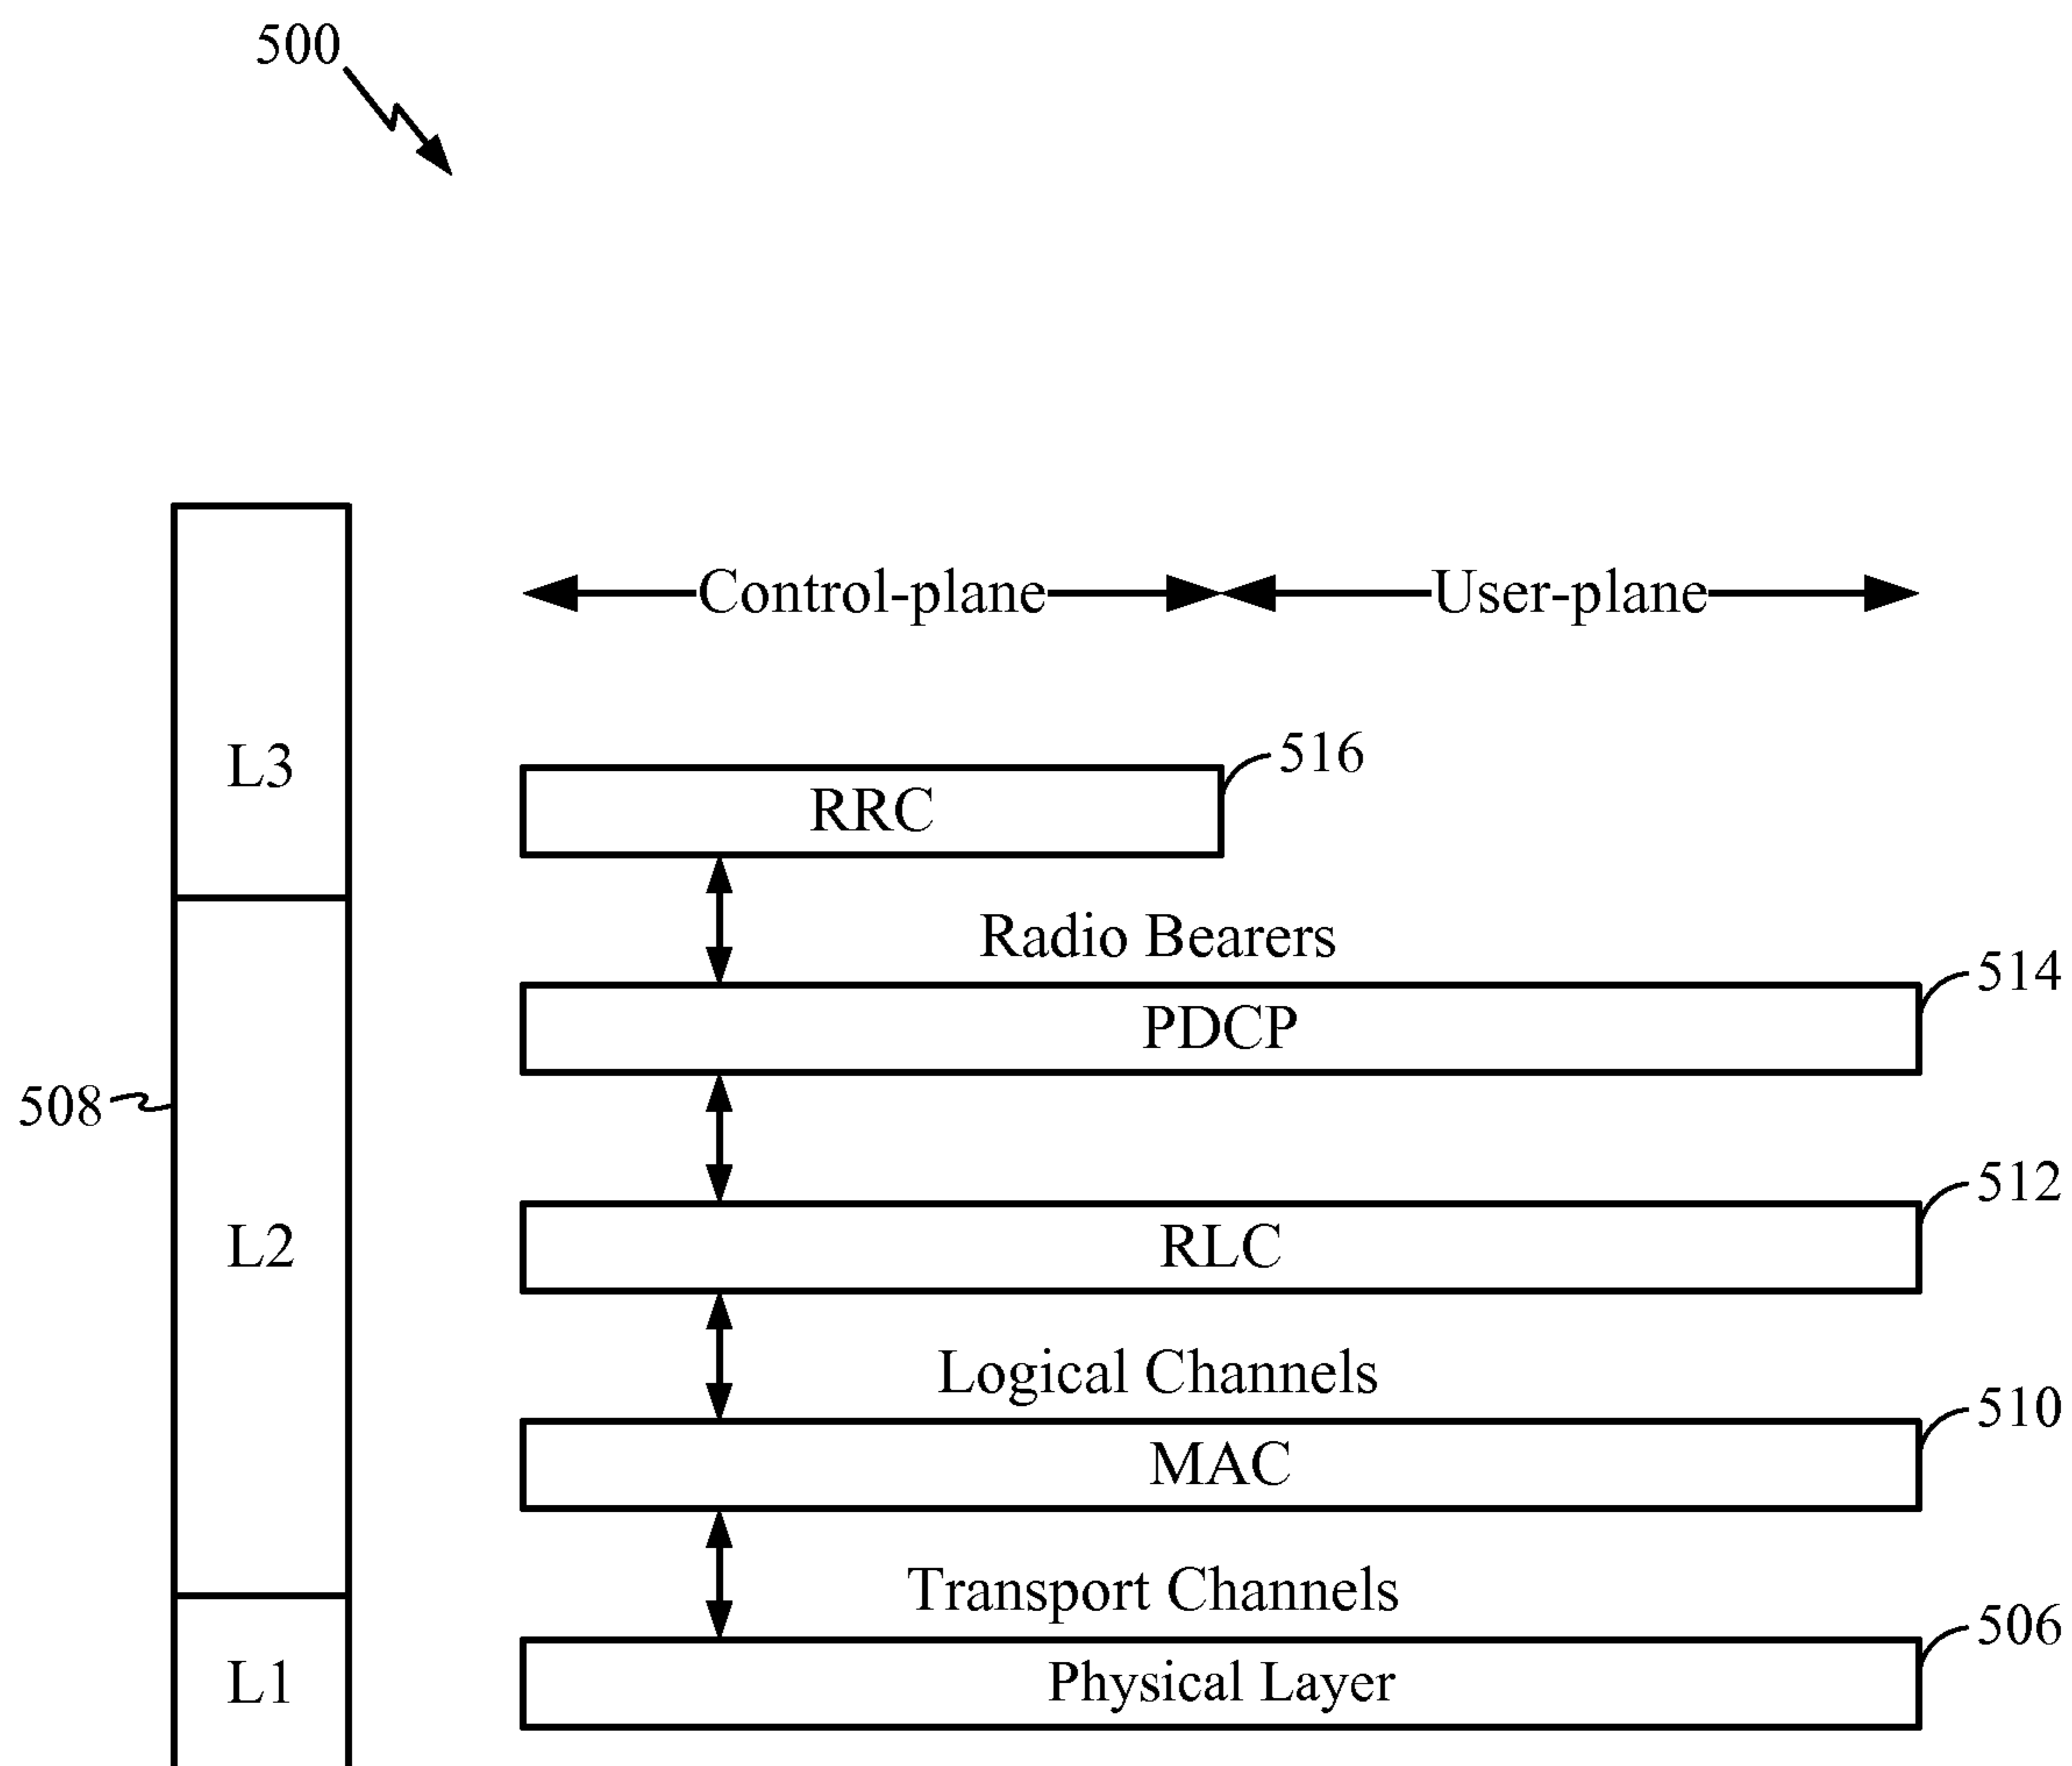 500
Control-plane
User-plane
L3
516
RRC
Radio Bearers
514
PDCP
508
512
L2
RLC
Logical Channels
510
MAC
Transport Channels
506
L1
Physical Layer